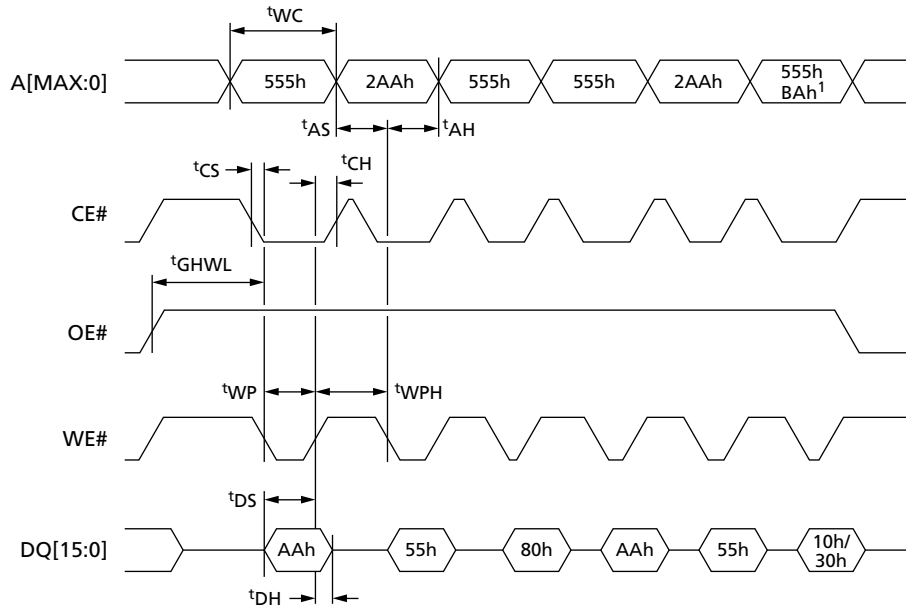 tWC
A[MAX:0]
555h
2AAh
555h
555h
2AAh
555h
BAh1
tAS
tAH
tCS
tCH
CE#
tGHWL
OE#
tWP
tWPH
WE#
tDS
DQ[15:0]
AAh
55h
80h
AAh
55h
10h/
30h
tDH